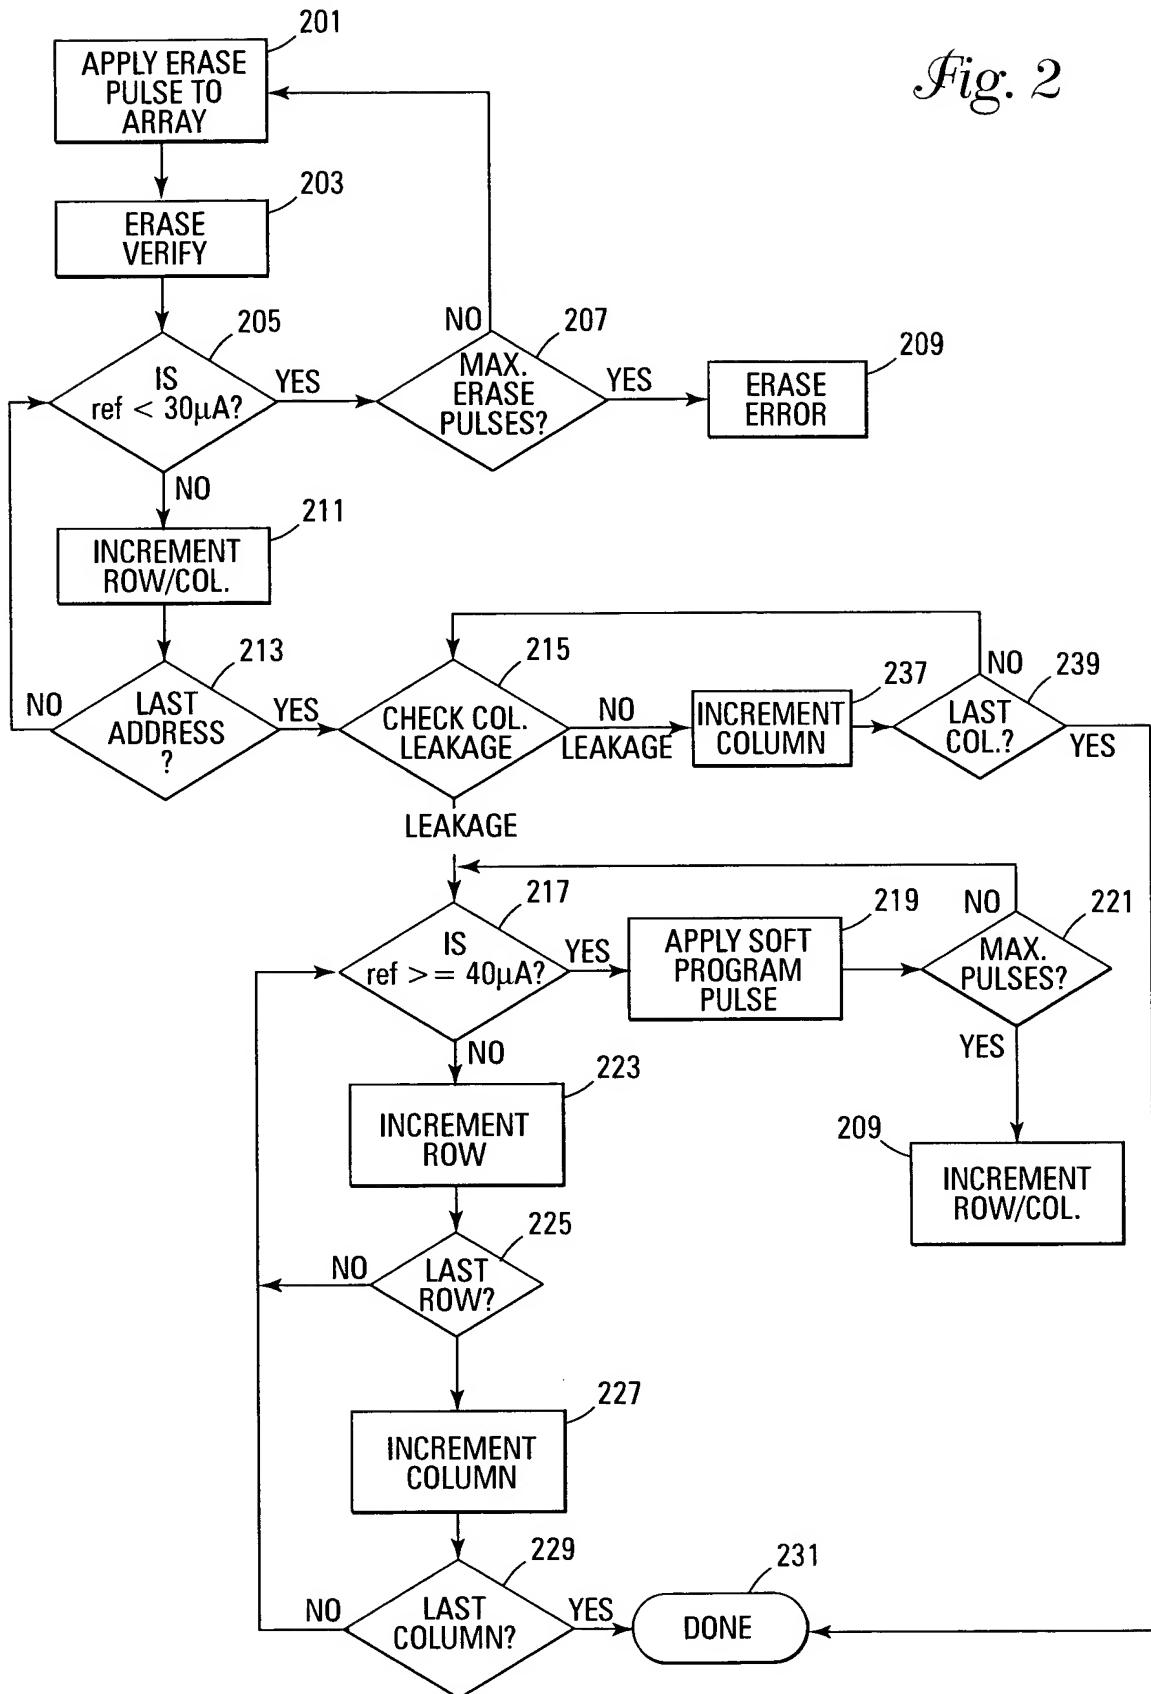 Fig. 2
201
APPLY ERASE
PULSE TO
ARRAY
203
ERASE
VERIFY
205
IS
ref < 30µA?
YES
NO
207
MAX.
ERASE
PULSES?
NO
YES
209
ERASE
ERROR
211
INCREMENT
ROW/COL.
213
LAST
ADDRESS
?
NO
YES
215
CHECK COL.
LEAKAGE
NO
LEAKAGE
LEAKAGE
237
INCREMENT
COLUMN
239
LAST
COL.?
NO
YES
217
IS
ref > = 40µA?
YES
NO
219
APPLY SOFT
PROGRAM
PULSE
221
MAX.
PULSES?
NO
YES
209
INCREMENT
ROW/COL.
223
INCREMENT
ROW
225
LAST
ROW?
NO
227
INCREMENT
COLUMN
229
LAST
COLUMN?
NO
YES
231
DONE